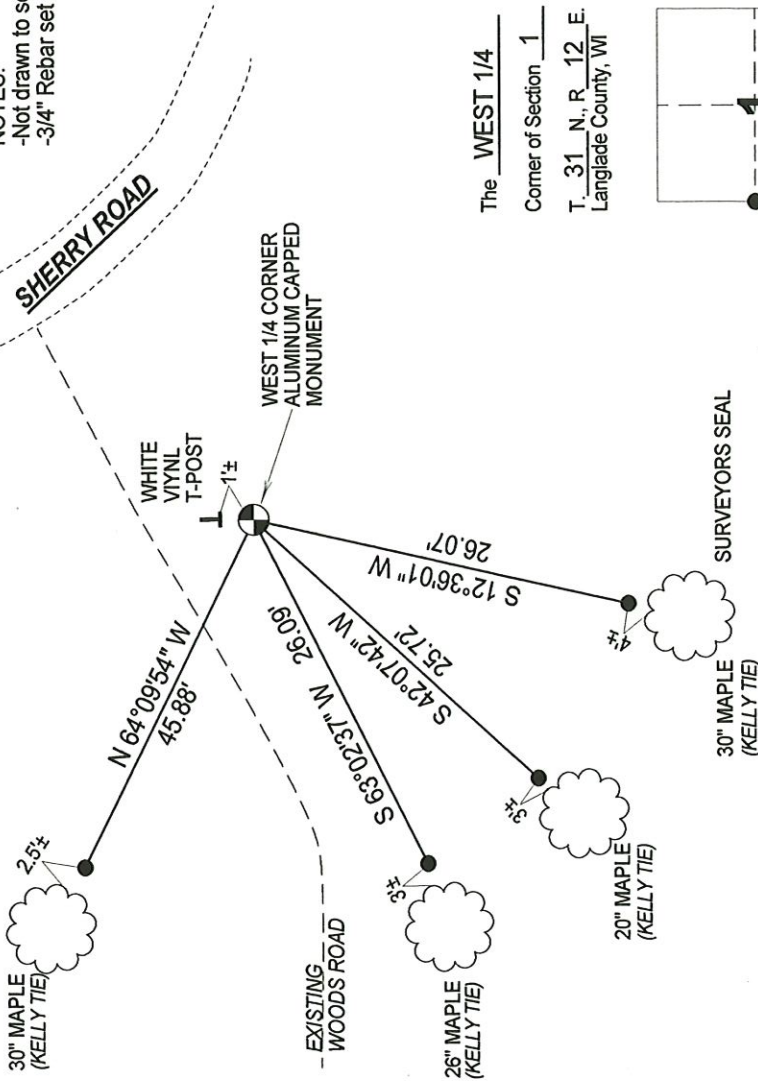 NOTES:
-Not drawn to sc
-3/4" Rebar set
SHERRY ROAD
WHITE
VIYNL
T-POST
1'±
WEST 1/4 CORNER
ALUMINUM CAPPED
MONUMENT
N 64°09'54" W
45.88'
S 63°02'37" W 26.09'
S 42°07'42" W
25.72'
S 12°36'01" W
26.07'
2.5'±
30" MAPLE
(KELLY TIE)
EXISTING
WOODS ROAD
3'±
26" MAPLE
(KELLY TIE)
3'±
20" MAPLE
(KELLY TIE)
4'±
30" MAPLE
(KELLY TIE)
SURVEYORS SEAL
The WEST 1/4
Corner of Section 1
T. 31 N., R 12 E.
Langlade County, WI
1